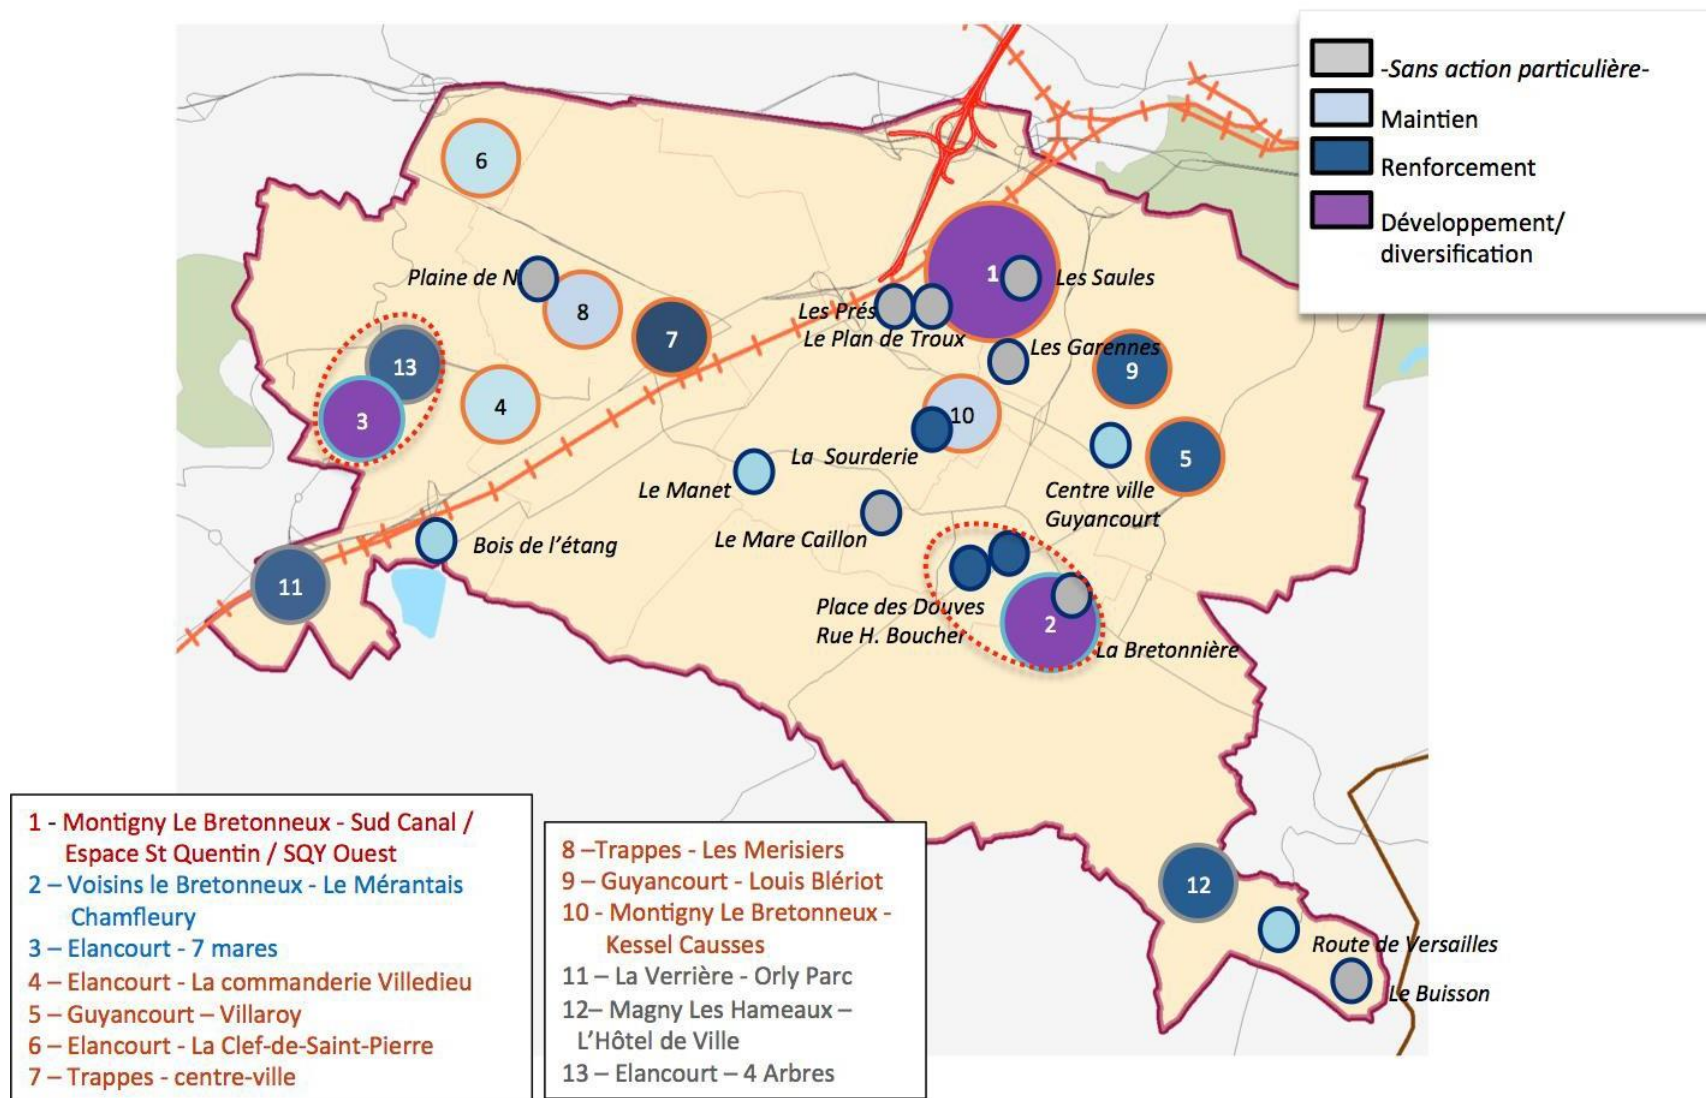 -Sans action particulière-
Maintien
Renforcement
Développement/
diversification
6
Plaine de N.
8
7
13
3
4
1
Les Saules
Les Prés
Le Plan de Troux
Les Garennes
9
10
La Sourderie
5
Le Manet
Centre ville
Guyancourt
Le Mare Caillon
Bois de l'étang
11
Place des Douves
Rue H. Boucher
2
La Bretonnière
12
Route de Versailles
Le Buisson
1 - Montigny Le Bretonneux - Sud Canal /
Espace St Quentin / SQY Ouest
2 – Voisins le Bretonneux - Le Mérantais
Chamfleury
3 – Elancourt - 7 mares
4 – Elancourt - La commanderie Villedieu
5 – Guyancourt – Villaroy
6 – Elancourt - La Clef-de-Saint-Pierre
7 – Trappes - centre-ville
8 –Trappes - Les Merisiers
9 – Guyancourt - Louis Blériot
10 - Montigny Le Bretonneux -
Kessel Causses
11 – La Verrière - Orly Parc
12– Magny Les Hameaux –
L'Hôtel de Ville
13 – Elancourt – 4 Arbres